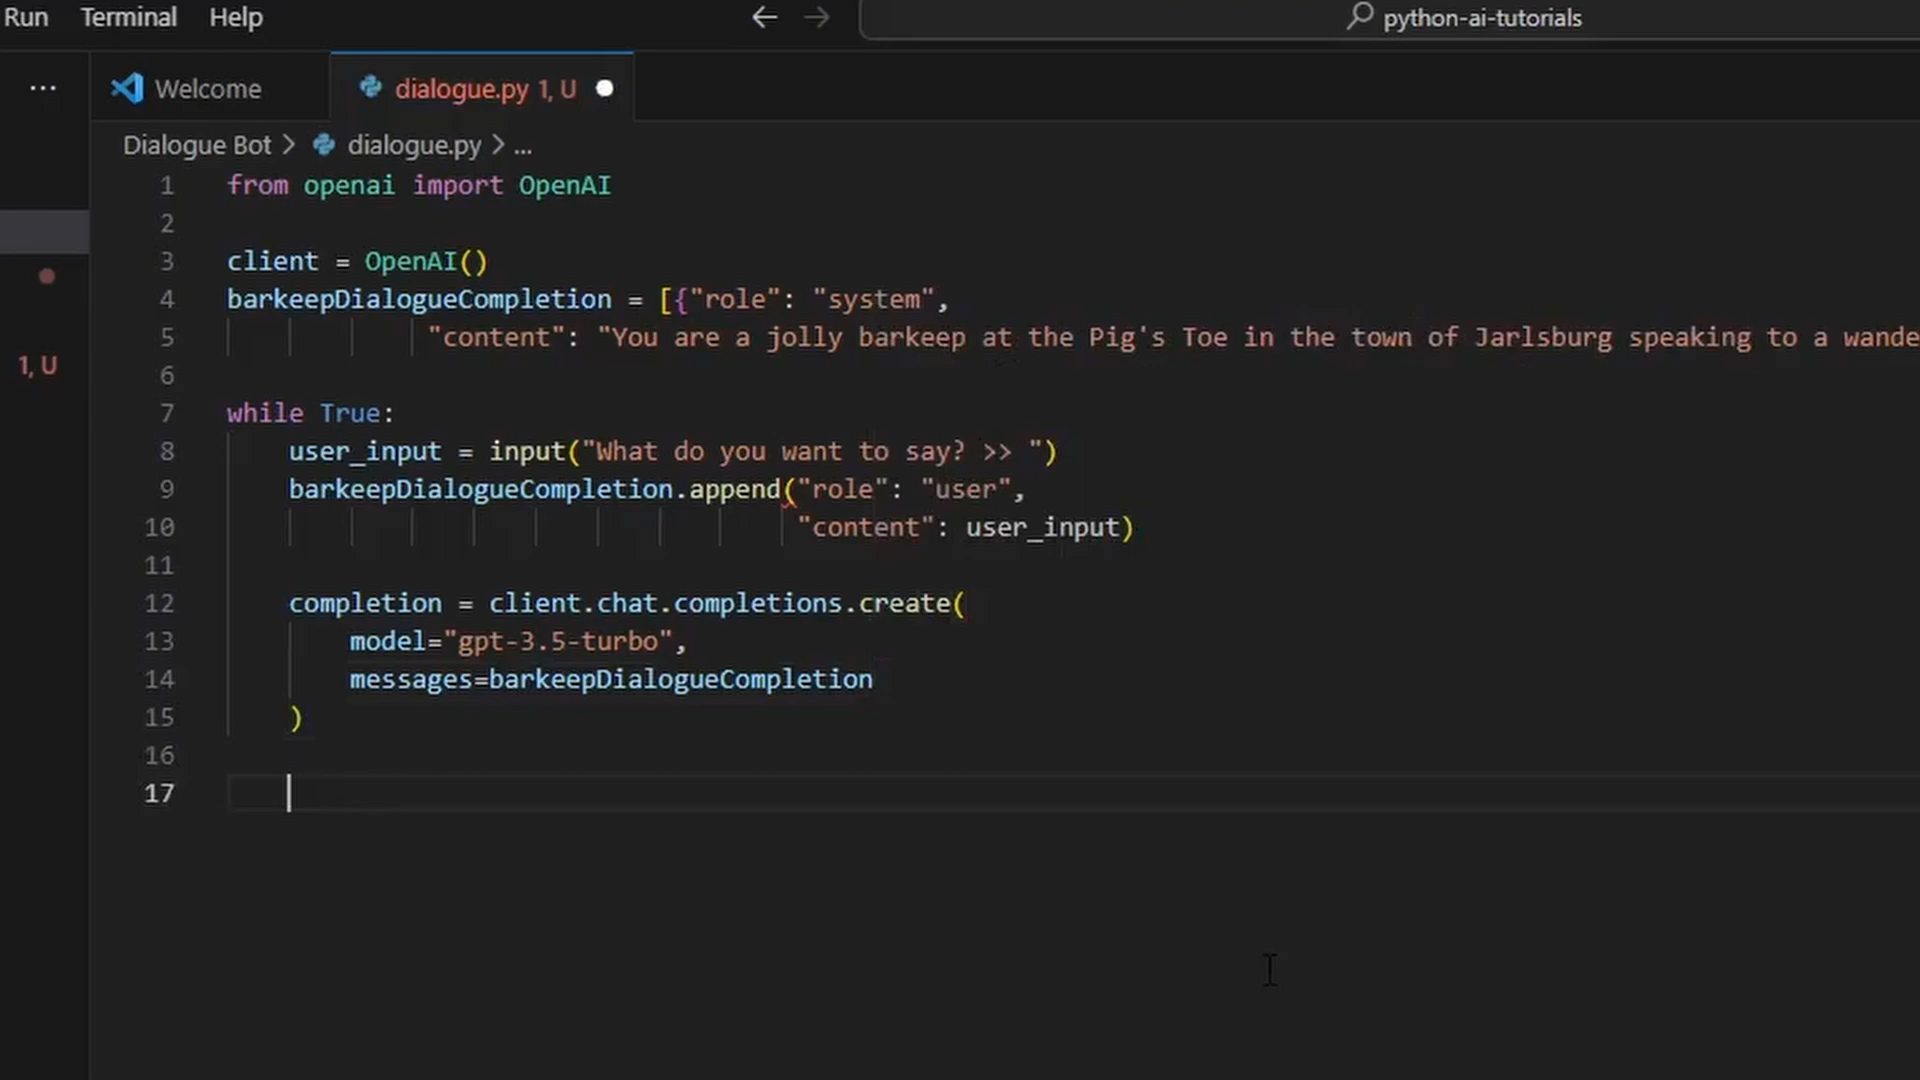 Run Terminal Help python-ai-tutorials
Welcome dialogue.py 1, U
Dialogue Bot > dialogue.py > ...
1 from openai import OpenAI
2
3 client = OpenAI()
4 barkeepDialogueCompletion = [{"role": "system",
5 "content": "You are a jolly barkeep at the Pig's Toe in the town of Jarlsburg speaking to a wande
6
1, U
7 while True:
8 user_input = input("What do you want to say? >> ")
9 barkeepDialogueCompletion.append("role": "user",
10 "content": user_input)
11
12 completion = client.chat.completions.create(
13 model="gpt-3.5-turbo",
14 messages=barkeepDialogueCompletion
15 )
16
17